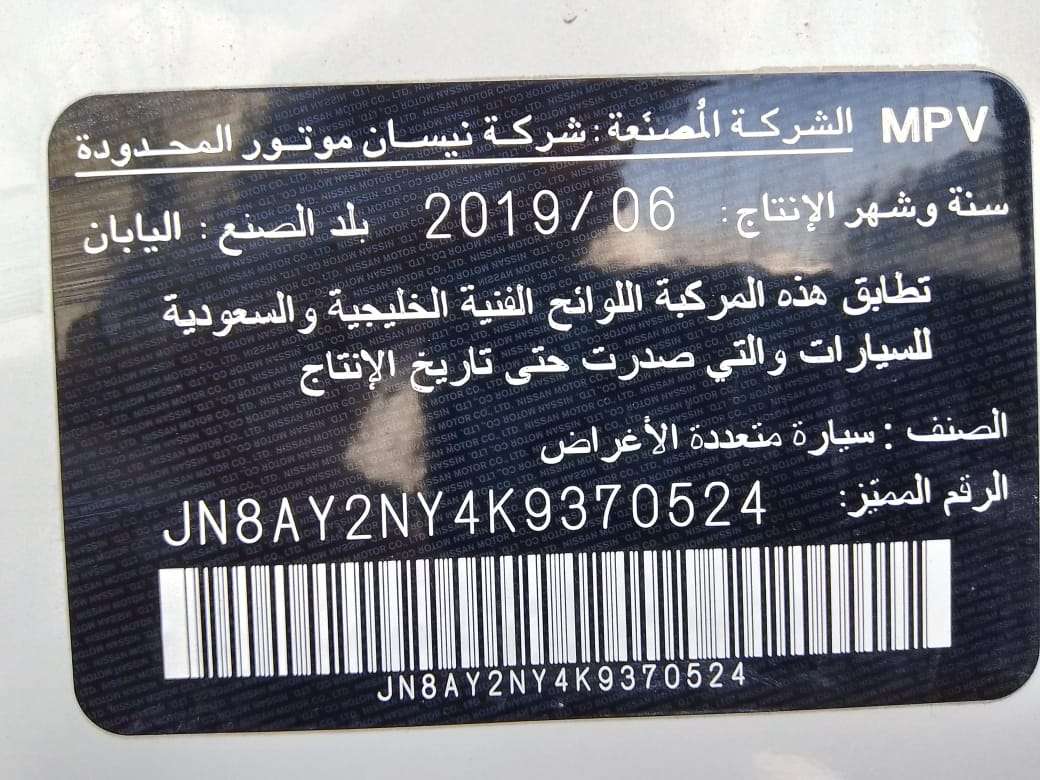 MPV الشركة المُصنعة: شركة نيسان موتور المحدودة
سنة وشهر الإنتاج: 2019/06 بلد الصنع: اليابان
تطابق هذه المركبة اللوائح الفنية الخليجية والسعودية
للسيارات والتي صدرت حتى تاريخ الإنتاج
الصنف: سيارة متعددة الأغراض
الرقم المميّز: JN8AY2NY4K9370524
JN8AY2NY4K9370524